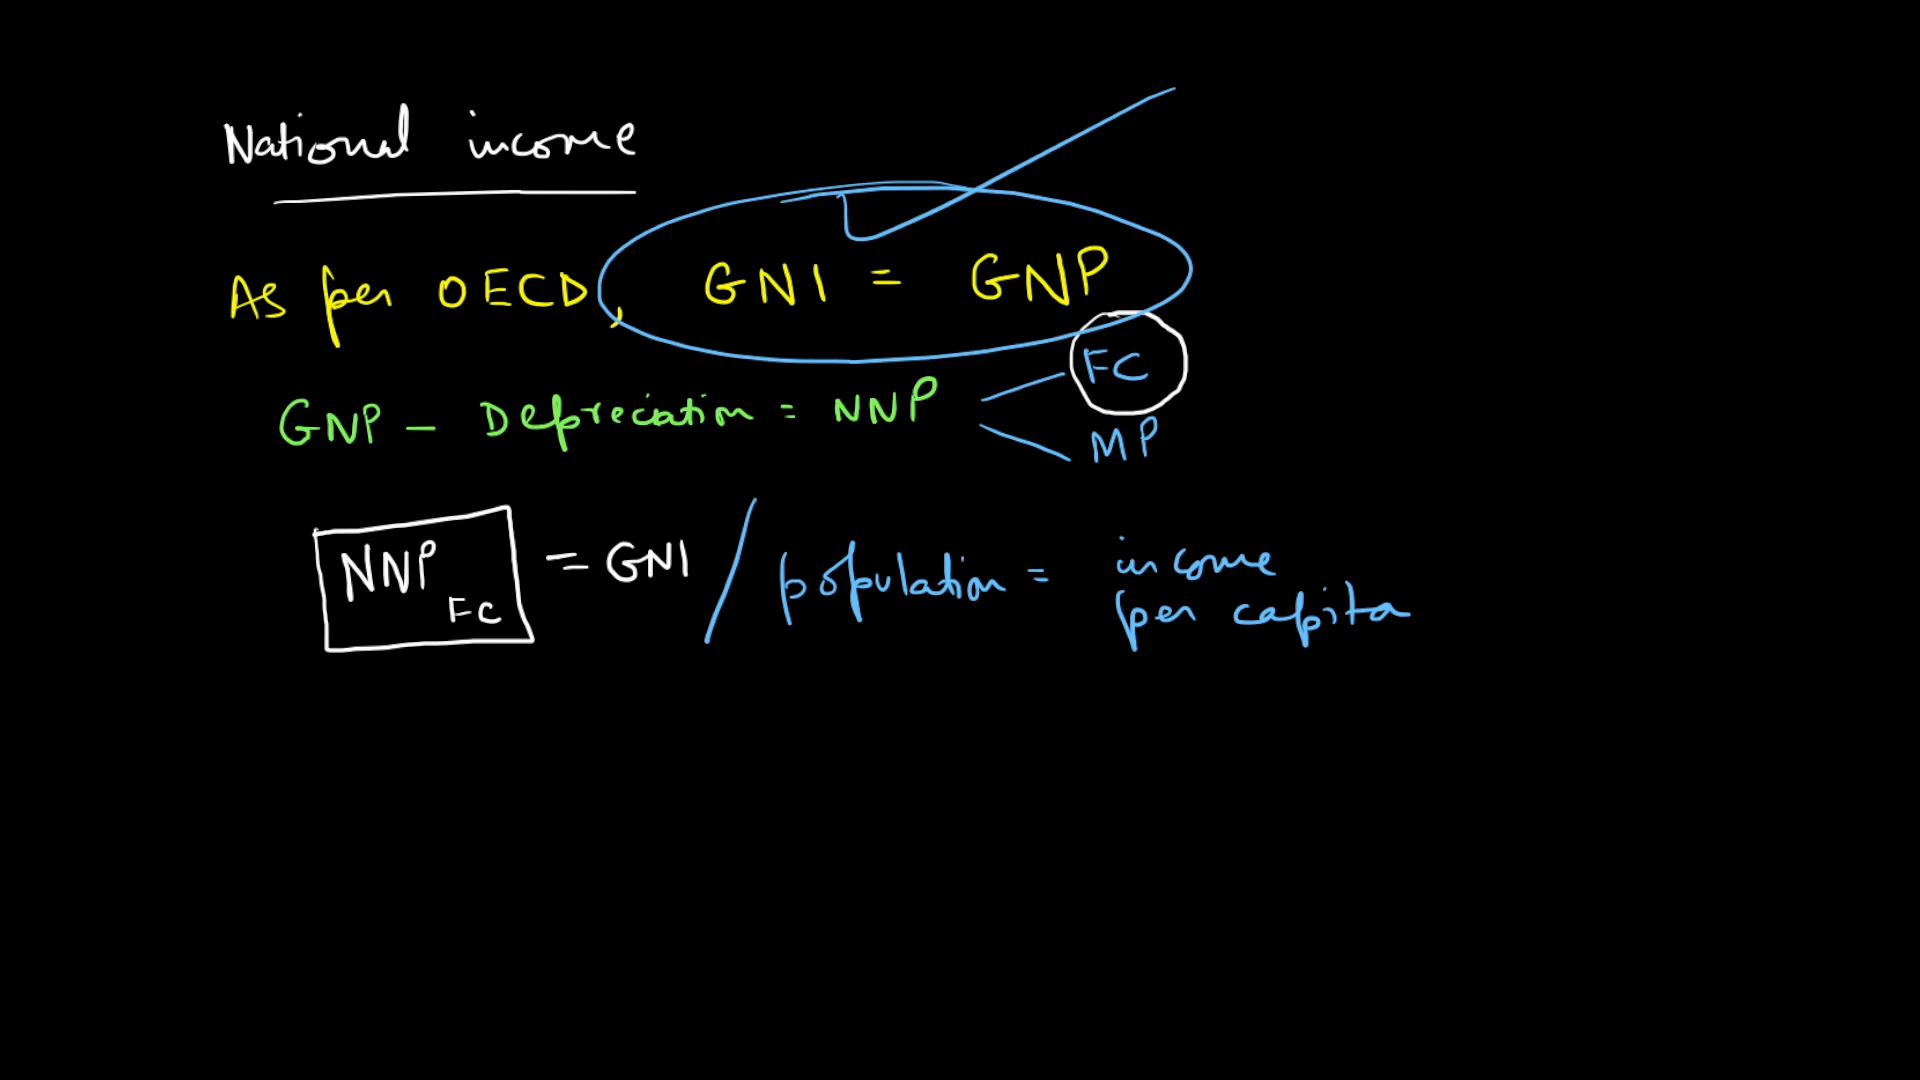 National income
As per OECD, GNI = GNP
GNP - Depreciation = NNP
FC
MP
NNP FC = GNI / population = income per capita